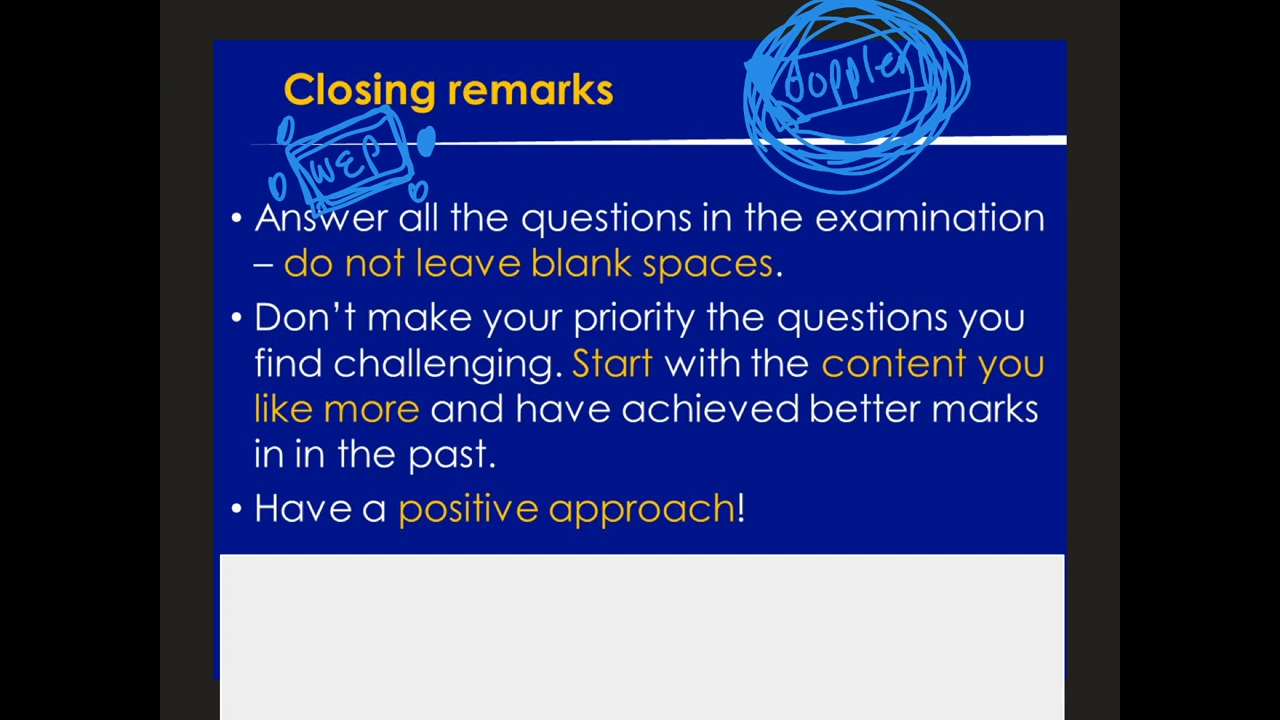 Closing remarks
doppler
WEP
• Answer all the questions in the examination
– do not leave blank spaces.
• Don’t make your priority the questions you
find challenging. Start with the content you
like more and have achieved better marks
in in the past.
• Have a positive approach!